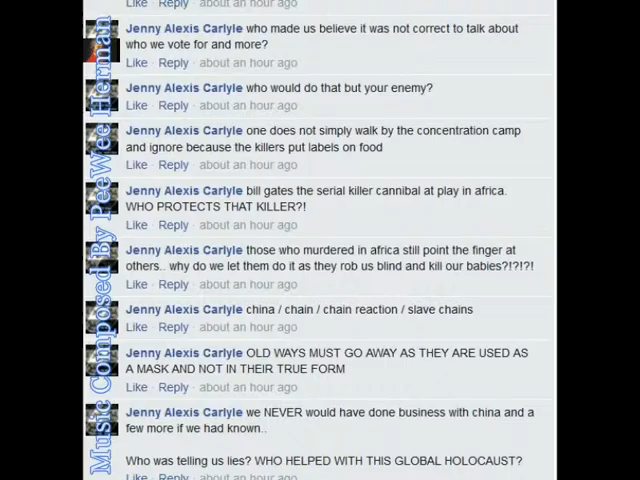 Like · Reply · about an hour ago
Jenny Alexis Carlyle who made us believe it was not correct to talk about
who we vote for and more?
Like · Reply · about an hour ago
Jenny Alexis Carlyle who would do that but your enemy?
Like · Reply · about an hour ago
Jenny Alexis Carlyle one does not simply walk by the concentration camp
and ignore because the killers put labels on food
Like · Reply · about an hour ago
Jenny Alexis Carlyle bill gates the serial killer cannibal at play in africa.
WHO PROTECTS THAT KILLER?!
Like · Reply · about an hour ago
Jenny Alexis Carlyle those who murdered in africa still point the finger at
others.. why do we let them do it as they rob us blind and kill our babies?!?!?!
Like · Reply · about an hour ago
Jenny Alexis Carlyle china / chain / chain reaction / slave chains
Like · Reply · about an hour ago
Jenny Alexis Carlyle OLD WAYS MUST GO AWAY AS THEY ARE USED AS
A MASK AND NOT IN THEIR TRUE FORM
Like · Reply · about an hour ago
Jenny Alexis Carlyle we NEVER would have done business with china and a
few more if we had known..
Who was telling us lies? WHO HELPED WITH THIS GLOBAL HOLOCAUST?
Like · Reply · about an hour ago
Music Composed By PeeWee Herman